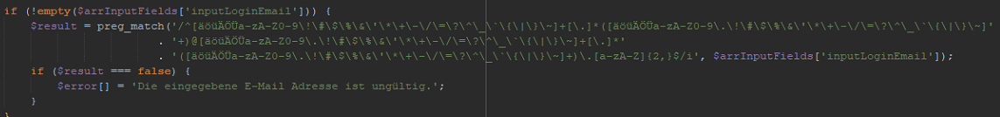 if (!empty($arrInputFields['inputLoginEmail'])) {
$result = preg_match('/^[äöüÄÖÜa-zA-Z0-9\!\#\$\%\&\'\*\+\-\/\=\?\^\_\`\{\|\}\~]+[\.]*([äöüÄÖÜa-zA-Z0-9\.\!\#\$\%\&\'\*\+\-\/\=\?\^\_\`\{\|\}\~]'
. '+)@[äöüÄÖÜa-zA-Z0-9\.\!\#\$\%\&\'\*\+\-\/\=\?\^\_\`\{\|\}\~]+[\.]*'
. '([äöüÄÖÜa-zA-Z0-9\.\!\#\$\%\&\'\*\+\-\/\=\?\^\_\`\{\|\}\~]+)\.[a-zA-Z]{2,}$/i', $arrInputFields['inputLoginEmail']);
if ($result === false) {
$error[] = 'Die eingegebene E-Mail Adresse ist ungültig.';
}
}